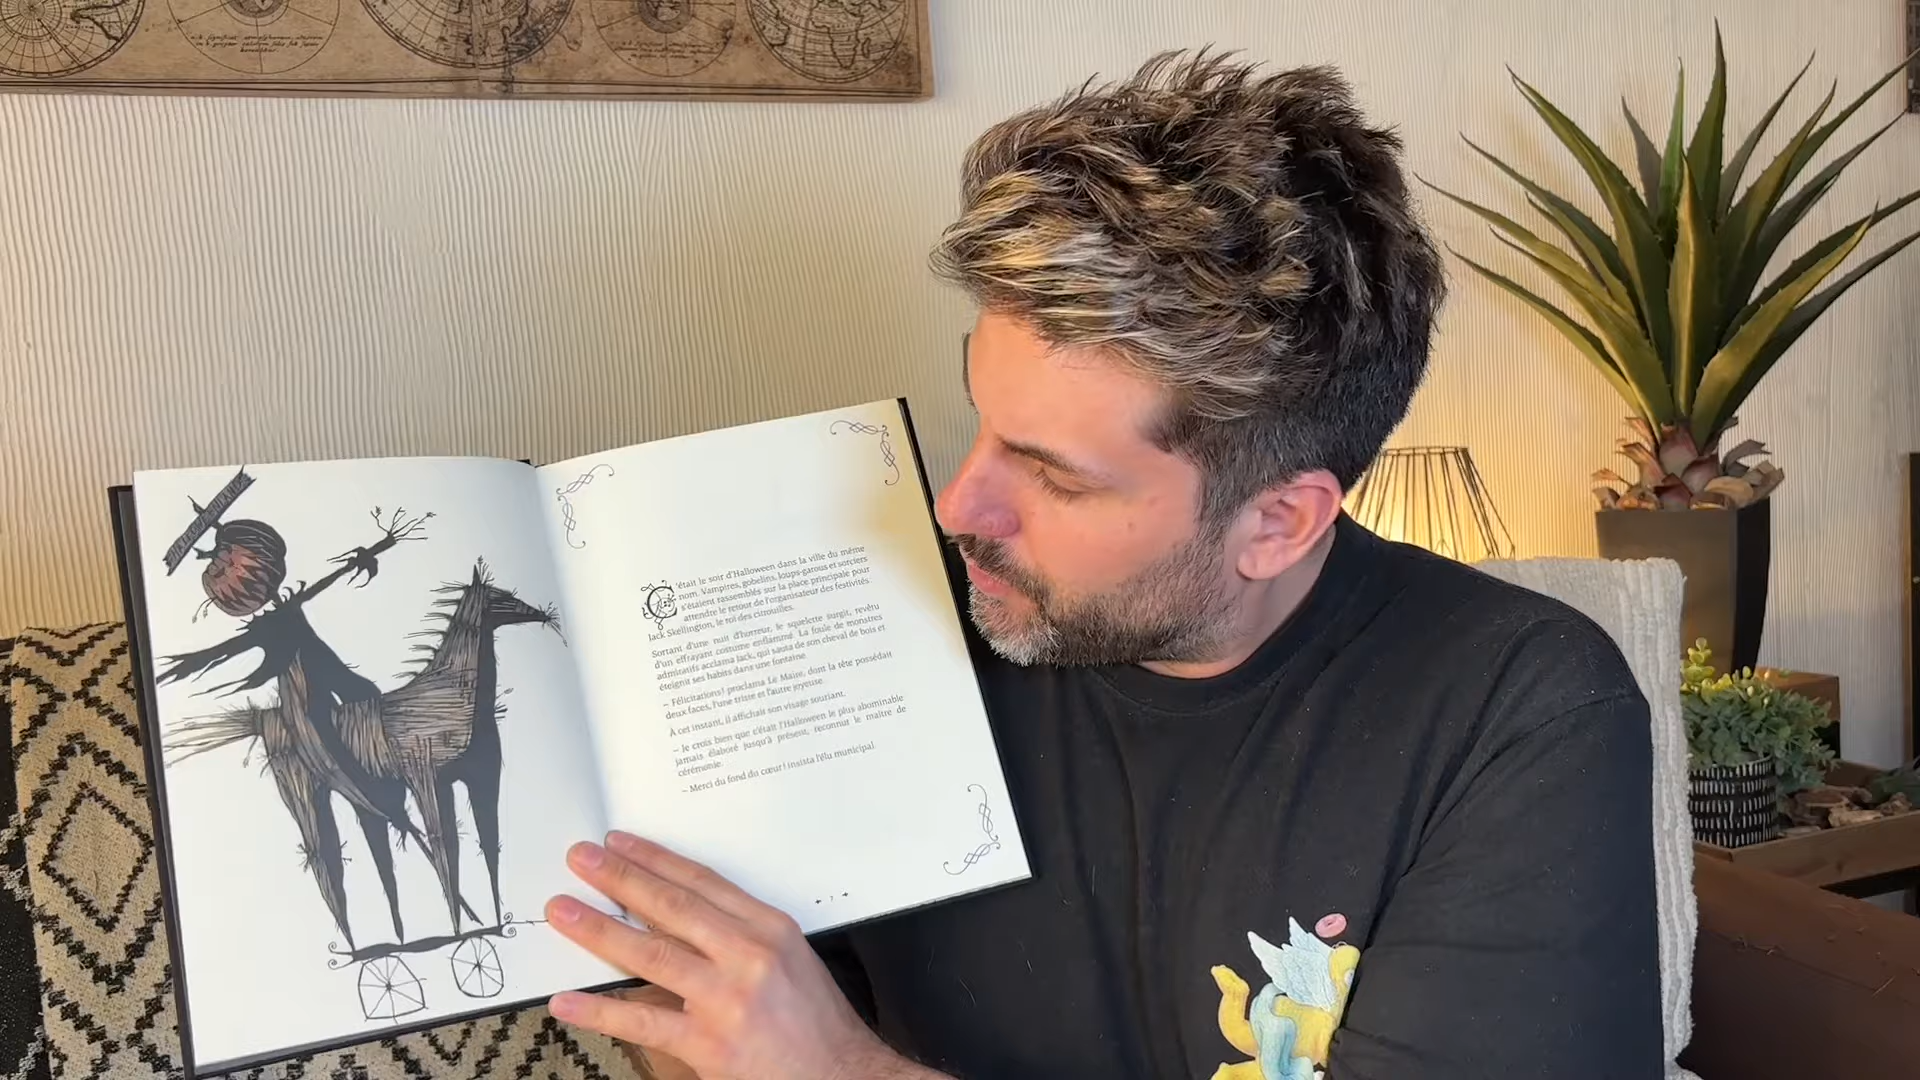 HALLOWEENTOWN
C'était le soir d'Halloween dans la ville du même
nom. Vampires, gobelins, loups-garous et sorciers
s'étaient rassemblés sur la place principale pour
attendre le retour de l'organisateur des festivités,
Jack Skellington, le roi des citrouilles.
Sortant d'une nuit d'horreur, le squelette surgit, revêtu
d'un effrayant costume enflammé. La foule de monstres
admiratifs acclama Jack, qui sauta de son cheval de bois et
éteignit ses habits dans une fontaine.
– Félicitations! proclama Le Maire, dont la tête possédait
deux faces, l'une triste et l'autre joyeuse.
À cet instant, il affichait son visage souriant.
– Je crois bien que c'était l'Halloween le plus abominable
jamais élaboré jusqu'à présent, reconnut le maître de
cérémonie.
– Merci du fond du cœur! insista l'élu municipal
7